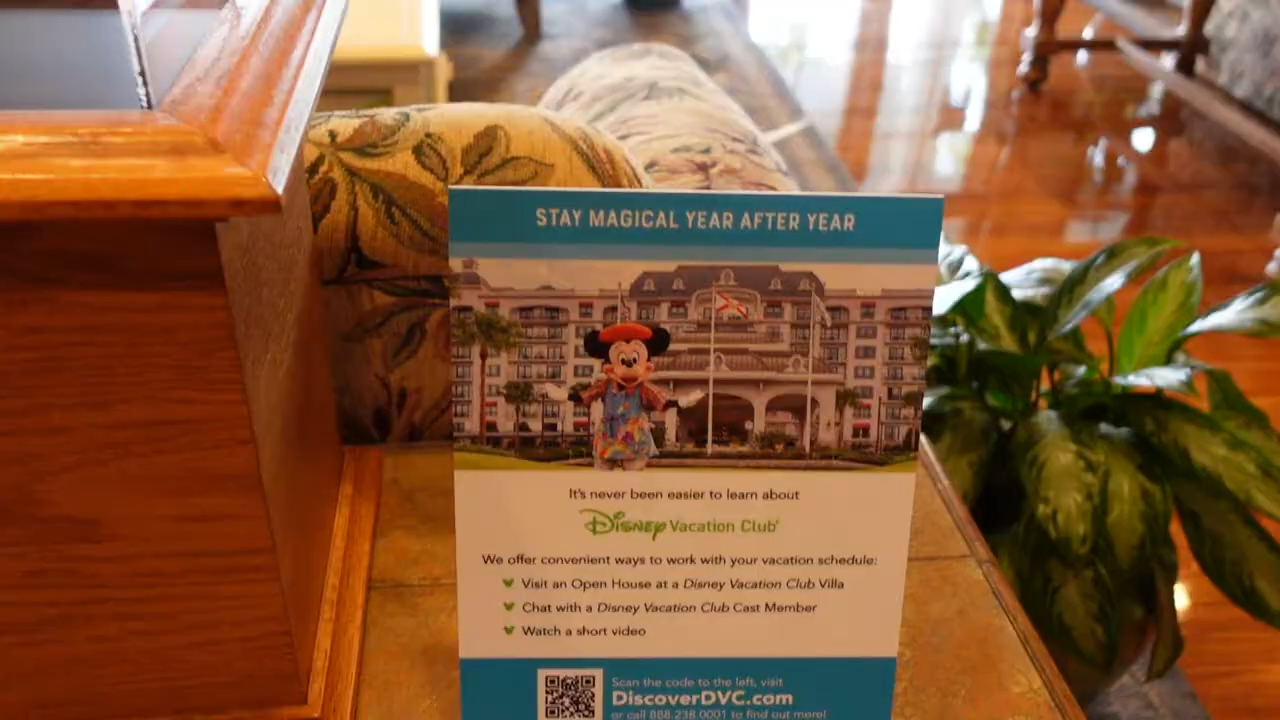 STAY MAGICAL YEAR AFTER YEAR
It's never been easier to learn about
Disney Vacation Club®
We offer convenient ways to work with your vacation schedule:
Visit an Open House at a Disney Vacation Club Villa
Chat with a Disney Vacation Club Cast Member
Watch a short video
Scan the code to the left, visit
DiscoverDVC.com
or call 888.238.0001 to find out more!